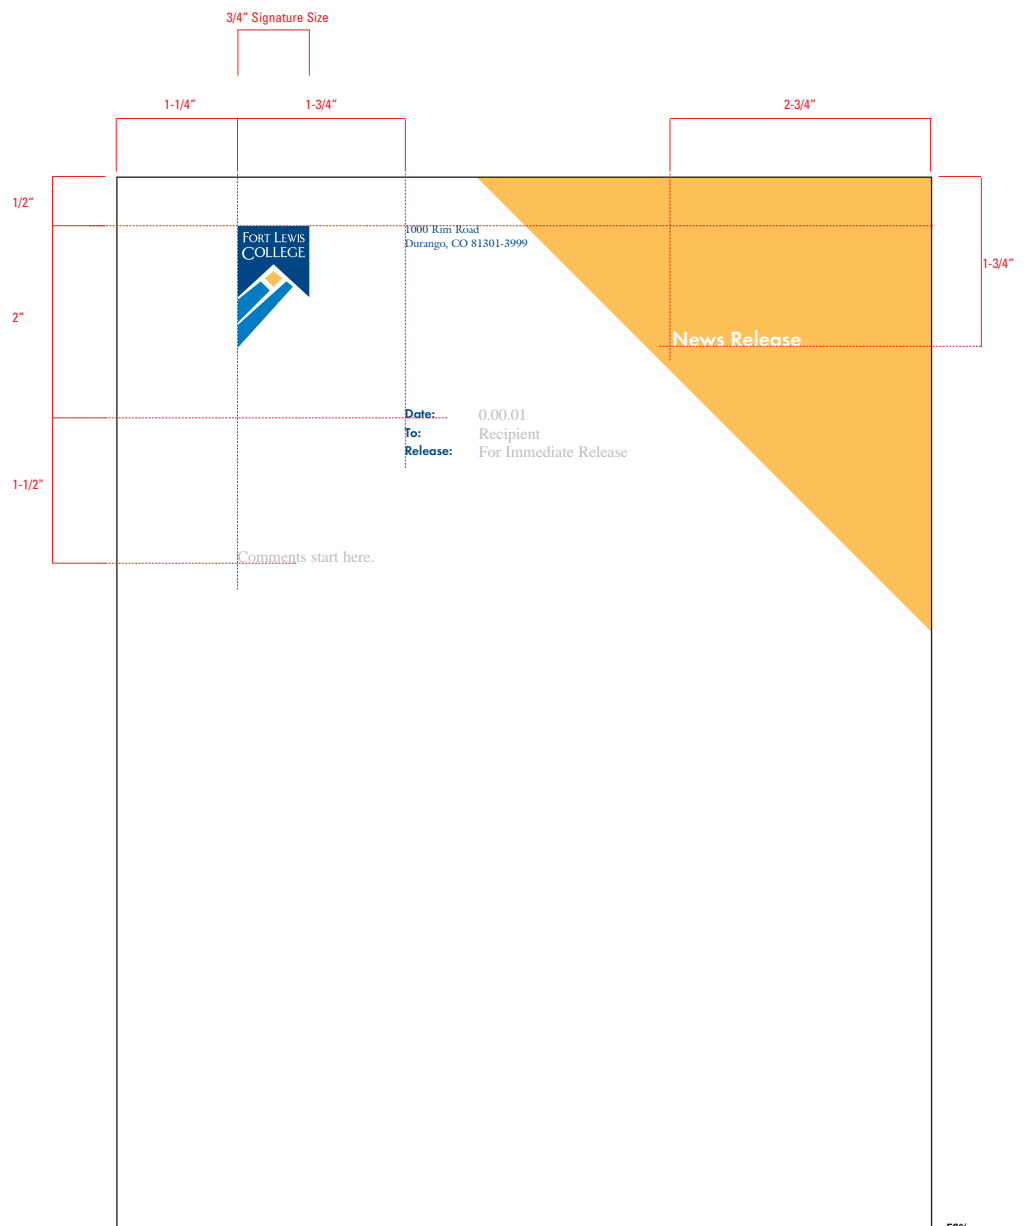 3/4“ Signature Size
1-1/4“
1-3/4“
2-3/4“
1/2“
FORT LEWIS
COLLEGE
1000 Rim Road
Durango, CO 81301-3999
1-3/4“
2“
News Release
Date: 0.00.01
To: Recipient
Release: For Immediate Release
1-1/2”
Comments start here.